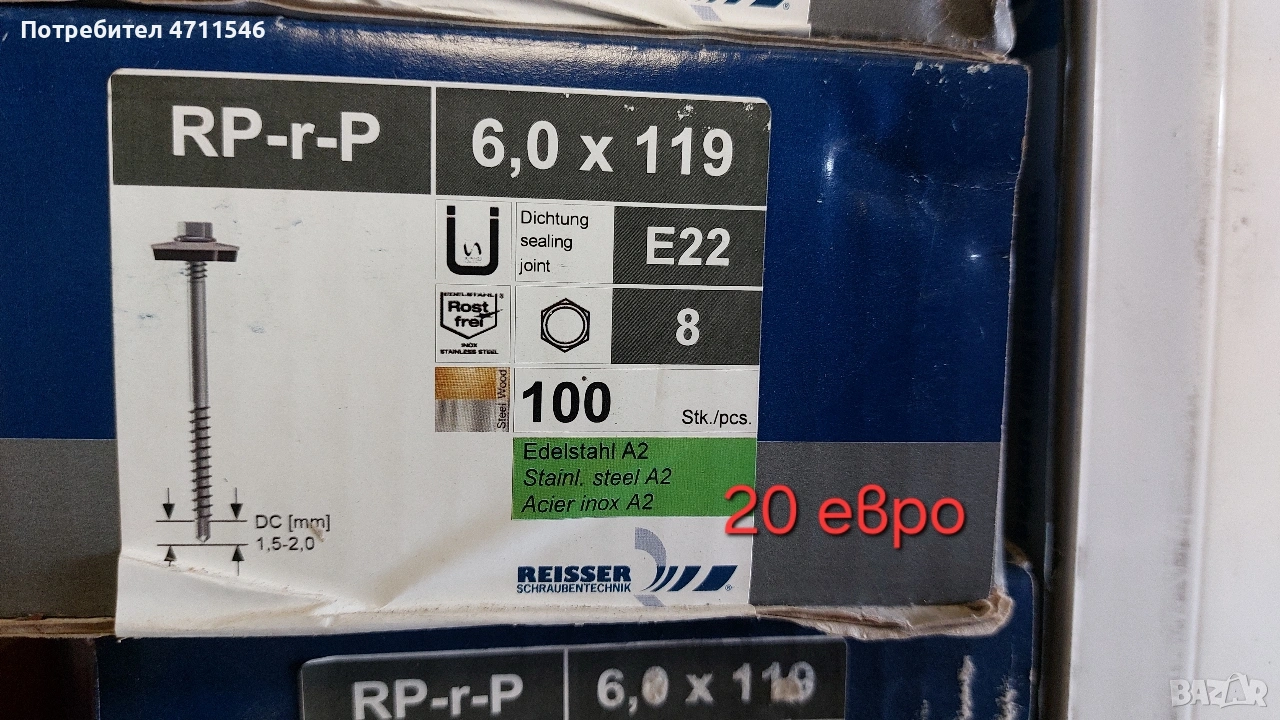 Потребител 4711546
RP-r-P
6,0 x 119
Dichtung
sealing
joint
E22
EDELSTAHL
Rost
frei
INOX
STAINLESS STEEL
8
Steel Wood
100
Stk./pcs.
Edelstahl A2
Stainl. steel A2
Acier inox A2
20 евро
DC [mm]
1,5-2,0
REISSER
SCHRAUBENTECHNIK
RP-r-P
6,0 x 119
BAZAR